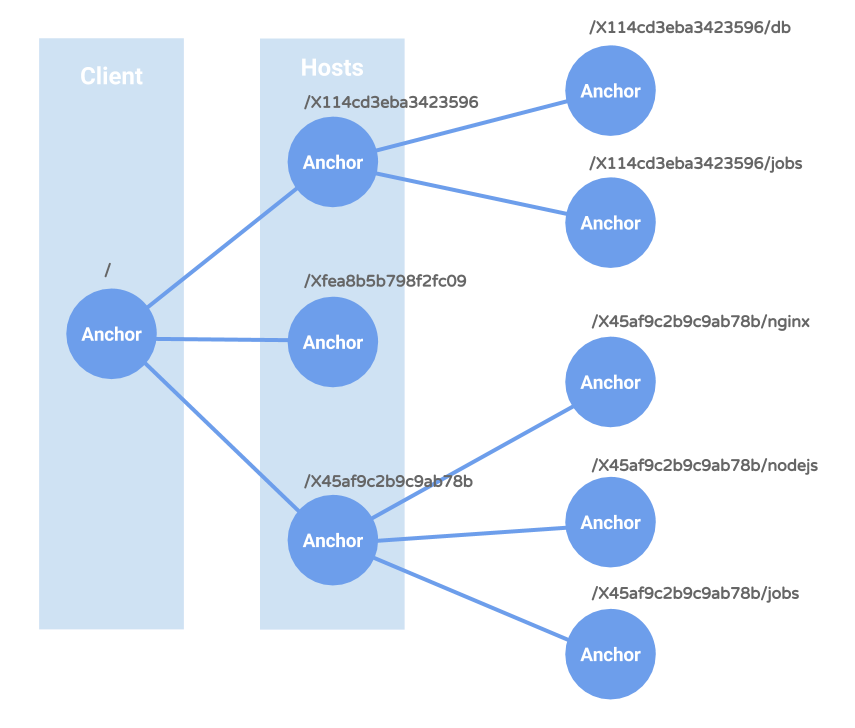 Client
Hosts
/
Anchor
/X114cd3eba3423596
Anchor
/Xfea8b5b798f2fc09
Anchor
/X45af9c2b9c9ab78b
Anchor
/X114cd3eba3423596/db
Anchor
/X114cd3eba3423596/jobs
Anchor
/X45af9c2b9c9ab78b/nginx
Anchor
/X45af9c2b9c9ab78b/nodejs
Anchor
/X45af9c2b9c9ab78b/jobs
Anchor